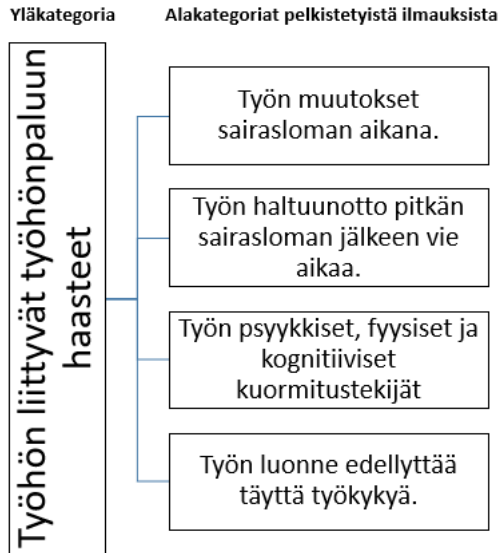 Yläkategoria
Alakategoriat pelkistetyistä ilmauksista
Työhön liittyvät työhönpaluun
haasteet
Työn muutokset
sairasloman aikana.
Työn haltuunotto pitkän
sairasloman jälkeen vie
aikaa.
Työn psyykkiset, fyysiset ja
kognitiiviset
kuormitustekijät
Työn luonne edellyttää
täyttä työkykyä.